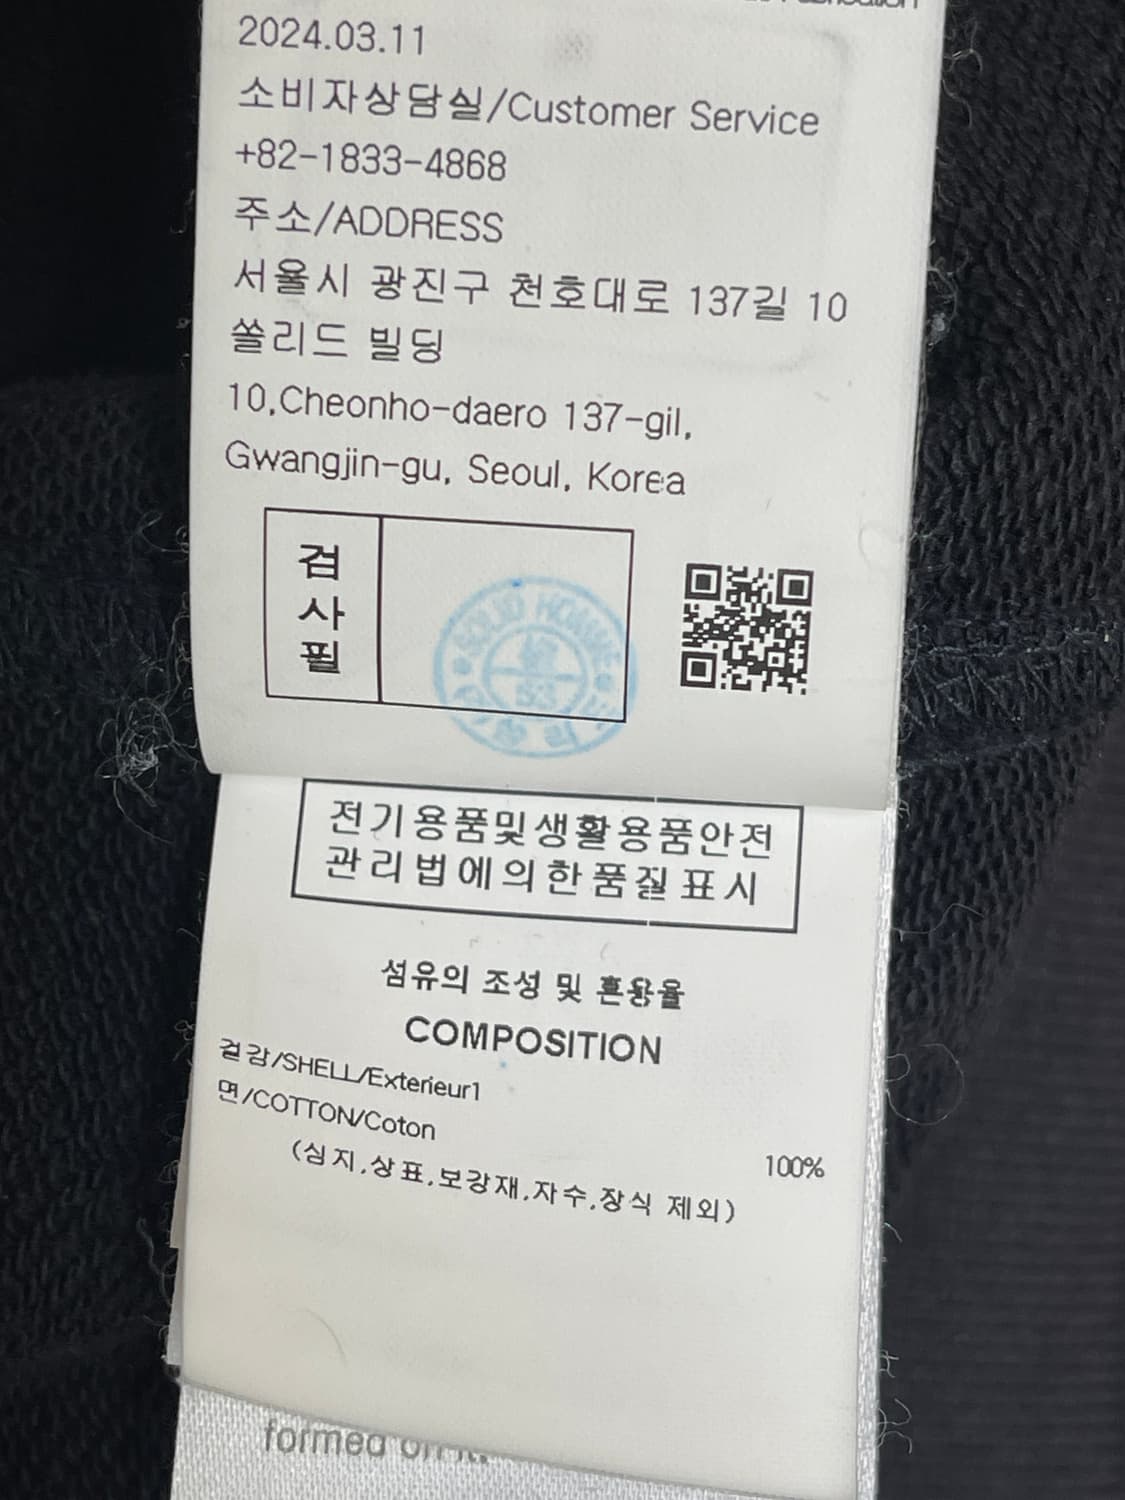 2024.03.11
소비자상담실/Customer Service
+82-1833-4868
주소/ADDRESS
서울시 광진구 천호대로 137길 10
쏠리드 빌딩
10,Cheonho-daero 137-gil,
Gwangjin-gu, Seoul, Korea
검
사
필
SOLID HOMME
53
전기용품및생활용품안전
관리법에의한품질표시
섬유의 조성 및 혼용율
COMPOSITION
겉감/SHELL/Exterieur1
면/COTTON/Coton
100%
(심지,상표,보강재,자수,장식 제외)
formed on